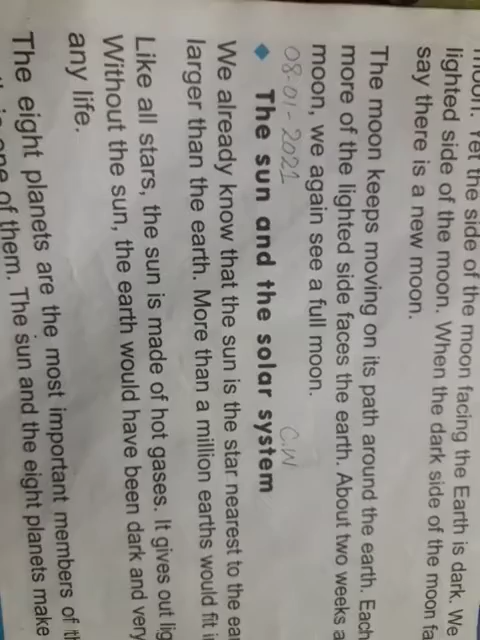 moon. Yet the side of the moon facing the Earth is dark. We
lighted side of the moon. When the dark side of the moon fa
say there is a new moon.
The moon keeps moving on its path around the earth. Each
more of the lighted side faces the earth. About two weeks a
moon, we again see a full moon.
08-01-2021 C.W
The sun and the solar system
We already know that the sun is the star nearest to the ear
larger than the earth. More than a million earths would fit i
Like all stars, the sun is made of hot gases. It gives out lig
Without the sun, the earth would have been dark and very
any life.
The eight planets are the most important members of th
one of them. The sun and the eight planets make